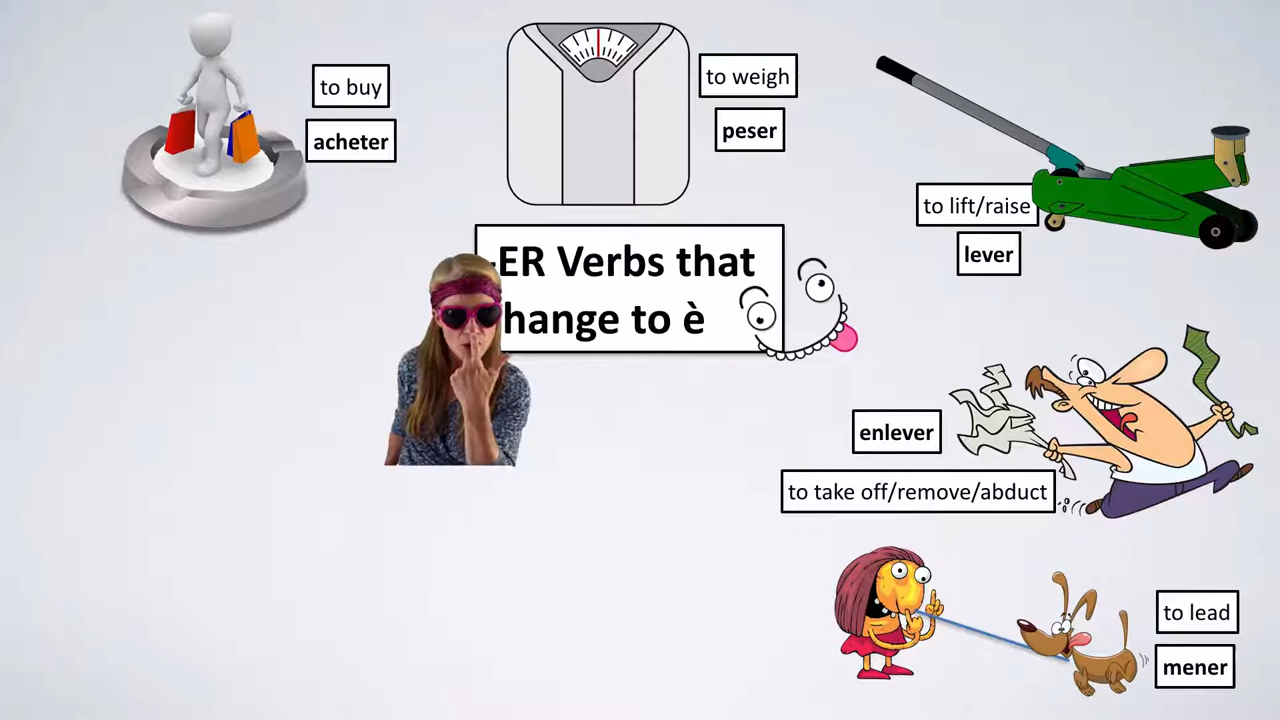 to buy
acheter
to weigh
peser
to lift/raise
lever
-ER Verbs that
hange to è
enlever
to take off/remove/abduct
to lead
mener